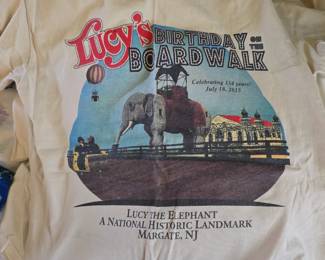 Lucy's BIRTHDAY ON THE
BOARDWALK
Celebrating 134 years!
July 18, 2015
LUCY THE ELEPHANT
A NATIONAL HISTORIC LANDMARK
MARGATE, NJ